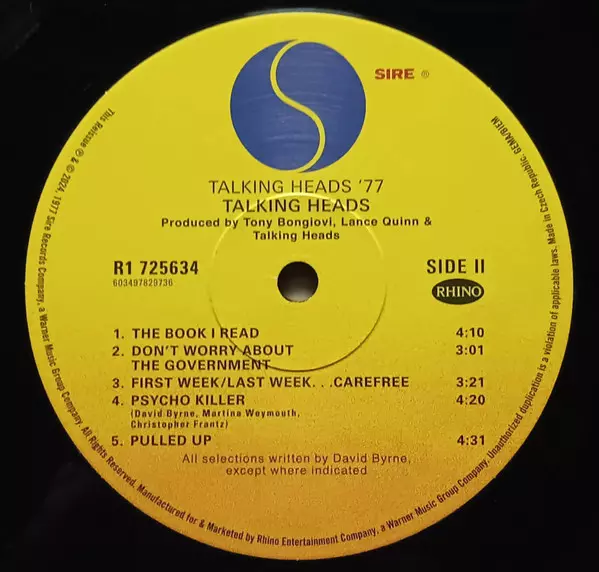 SIRE ®
TALKING HEADS '77
TALKING HEADS
Produced by Tony Bongiovi, Lance Quinn &
Talking Heads
R1 725634
603497829736
SIDE II
RHINO
1. THE BOOK I READ 4:10
2. DON'T WORRY ABOUT
THE GOVERNMENT 3:01
3. FIRST WEEK/LAST WEEK. . .CAREFREE 3:21
4. PSYCHO KILLER 4:20
(David Byrne, Martina Weymouth,
Christopher Frantz)
5. PULLED UP 4:31
All selections written by David Byrne,
except where indicated
This Reissue ℗ & © 2024, 1977 Sire Records Company, a Warner Music Group Company. All Rights Reserved. Manufactured for & Marketed by Rhino Entertainment Company, a Warner Music Group Company. Unauthorized duplication is a violation of applicable laws. Made in Czech Republic. GEMA/BIEM